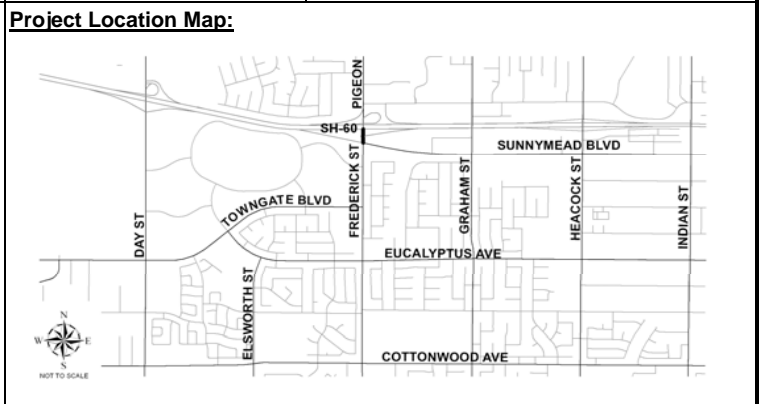 Project Location Map:
PIGEON
SH-60
SUNNYMEAD BLVD
FREDERICK ST
GRAHAM ST
HEACOCK ST
INDIAN ST
TOWNGATE BLVD
DAY ST
EUCALYPTUS AVE
ELSWORTH ST
COTTONWOOD AVE
N
W
E
S
NOT TO SCALE